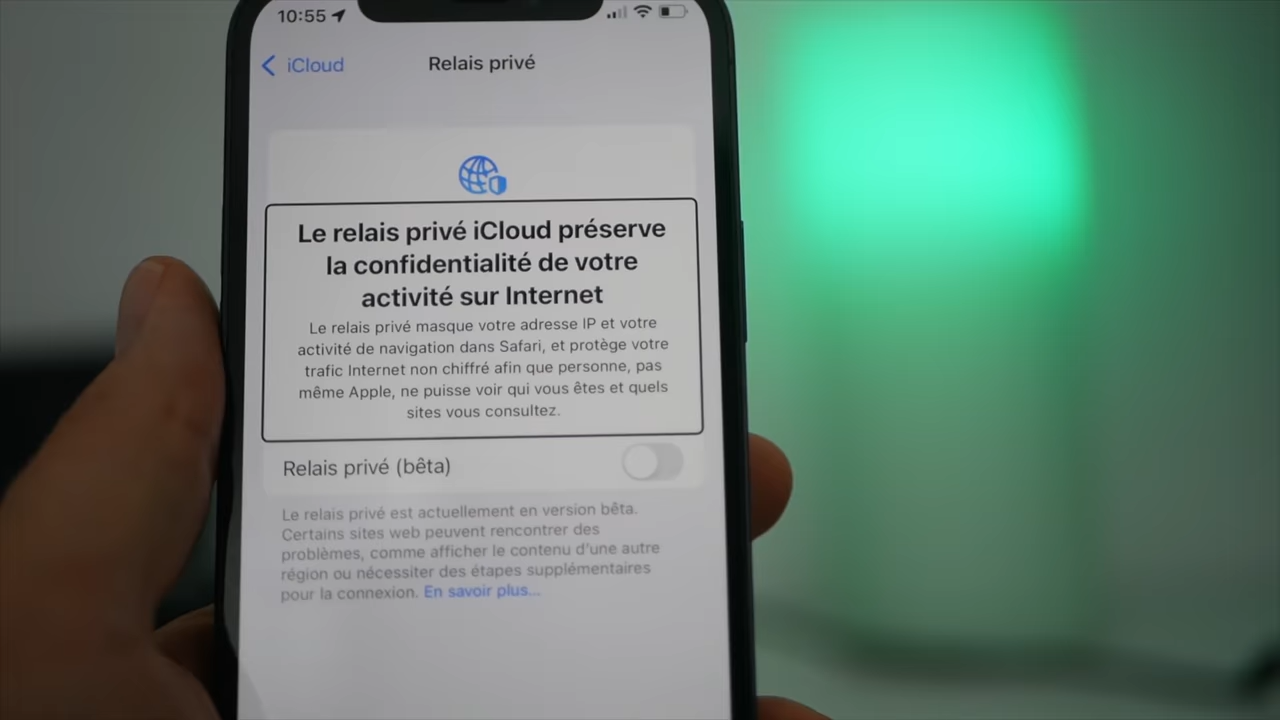 10:55
iCloud
Relais privé
Le relais privé iCloud préserve
la confidentialité de votre
activité sur Internet
Le relais privé masque votre adresse IP et votre
activité de navigation dans Safari, et protège votre
trafic Internet non chiffré afin que personne, pas
même Apple, ne puisse voir qui vous êtes et quels
sites vous consultez.
Relais privé (bêta)
Le relais privé est actuellement en version bêta.
Certains sites web peuvent rencontrer des
problèmes, comme afficher le contenu d'une autre
région ou nécessiter des étapes supplémentaires
pour la connexion. En savoir plus...